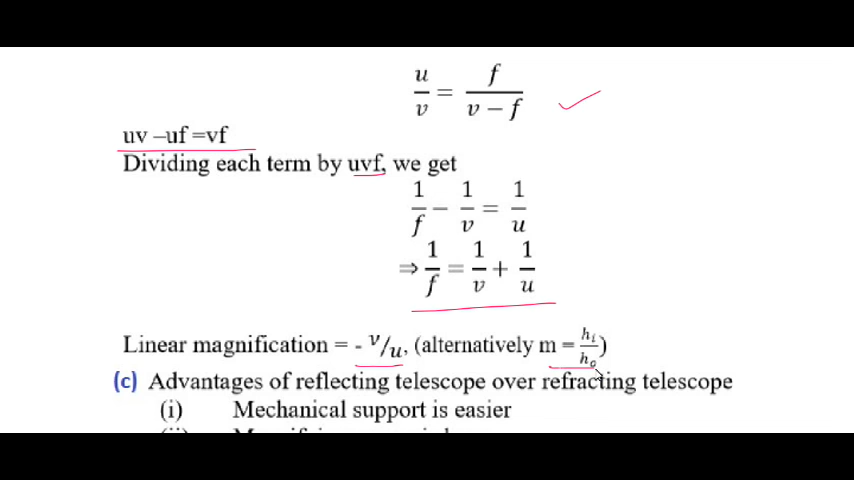 u/v = f/(v − f)
uv –uf =vf
Dividing each term by uvf, we get
1/f − 1/v = 1/u
⇒ 1/f = 1/v + 1/u
Linear magnification = - v/u, (alternatively m = hi/ho)
(c) Advantages of reflecting telescope over refracting telescope
(i) Mechanical support is easier